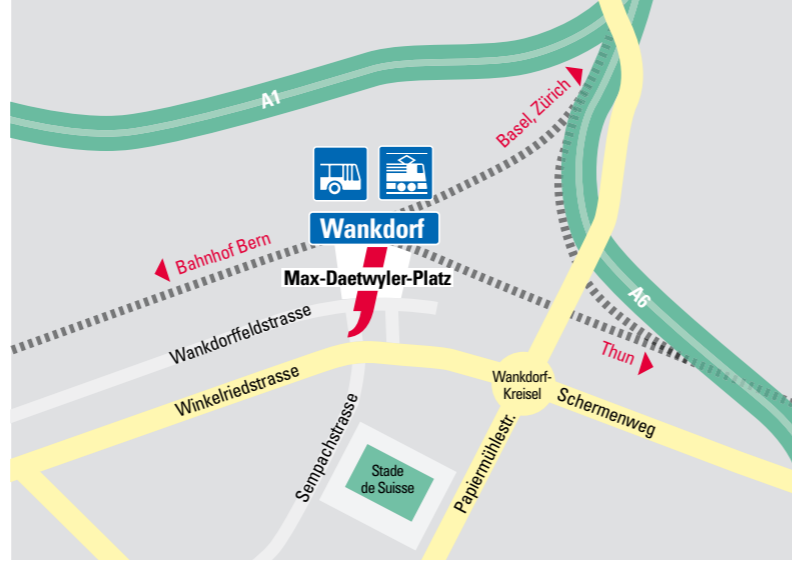 A1
Basel, Zürich
Wankdorf
Bahnhof Bern
Max-Daetwyler-Platz
A6
Wankdorffeldstrasse
Thun
Winkelriedstrasse
Wankdorf-
Kreisel
Schermenweg
Sempachstrasse
Papiermühlestr.
Stade
de Suisse